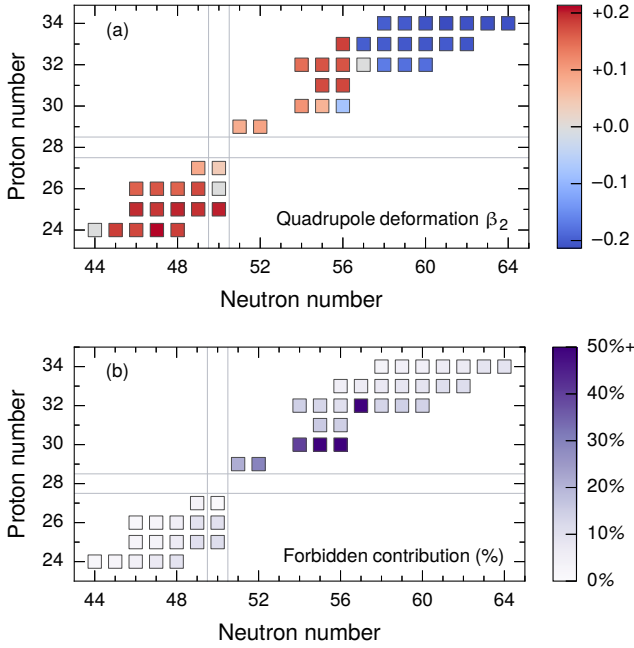 (a)
34
32
30
28
26
24
Proton number
44 48 52 56 60 64
Neutron number
Quadrupole deformation β2
+0.2
+0.1
+0.0
−0.1
−0.2
(b)
34
32
30
28
26
24
Proton number
44 48 52 56 60 64
Neutron number
Forbidden contribution (%)
50%+
40%
30%
20%
10%
0%